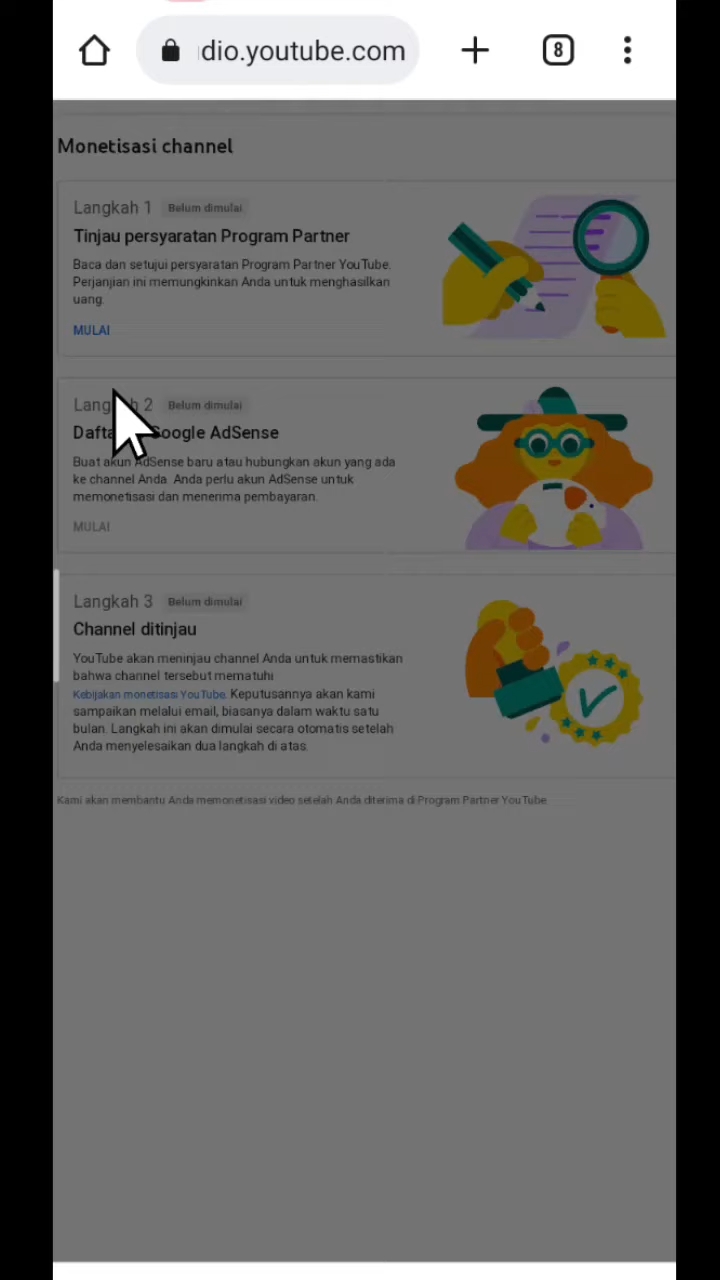 dio.youtube.com
8
Monetisasi channel
Langkah 1 Belum dimulai
Tinjau persyaratan Program Partner
Baca dan setujui persyaratan Program Partner YouTube.
Perjanjian ini memungkinkan Anda untuk menghasilkan
uang.
MULAI
Langkah 2 Belum dimulai
Google AdSense
Buat akun AdSense baru atau hubungkan akun yang ada
ke channel Anda. Anda perlu akun AdSense untuk
memonetisasi dan menerima pembayaran.
MULAI
Langkah 3 Belum dimulai
Channel ditinjau
YouTube akan meninjau channel Anda untuk memastikan
bahwa channel tersebut mematuhi
Kebijakan monetisasi YouTube. Keputusannya akan kami
sampaikan melalui email, biasanya dalam waktu satu
bulan. Langkah ini akan dimulai secara otomatis setelah
Anda menyelesaikan dua langkah di atas.
Kami akan membantu Anda memonetisasi video setelah Anda diterima di Program Partner YouTube